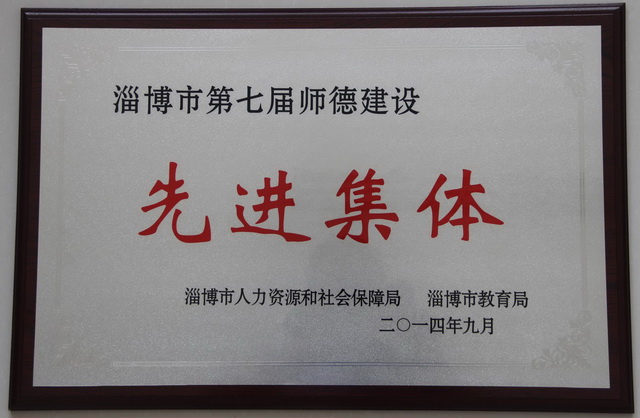 淄博市第七届师德建设
先进集体
淄博市人力资源和社会保障局 淄博市教育局
二〇一四年九月